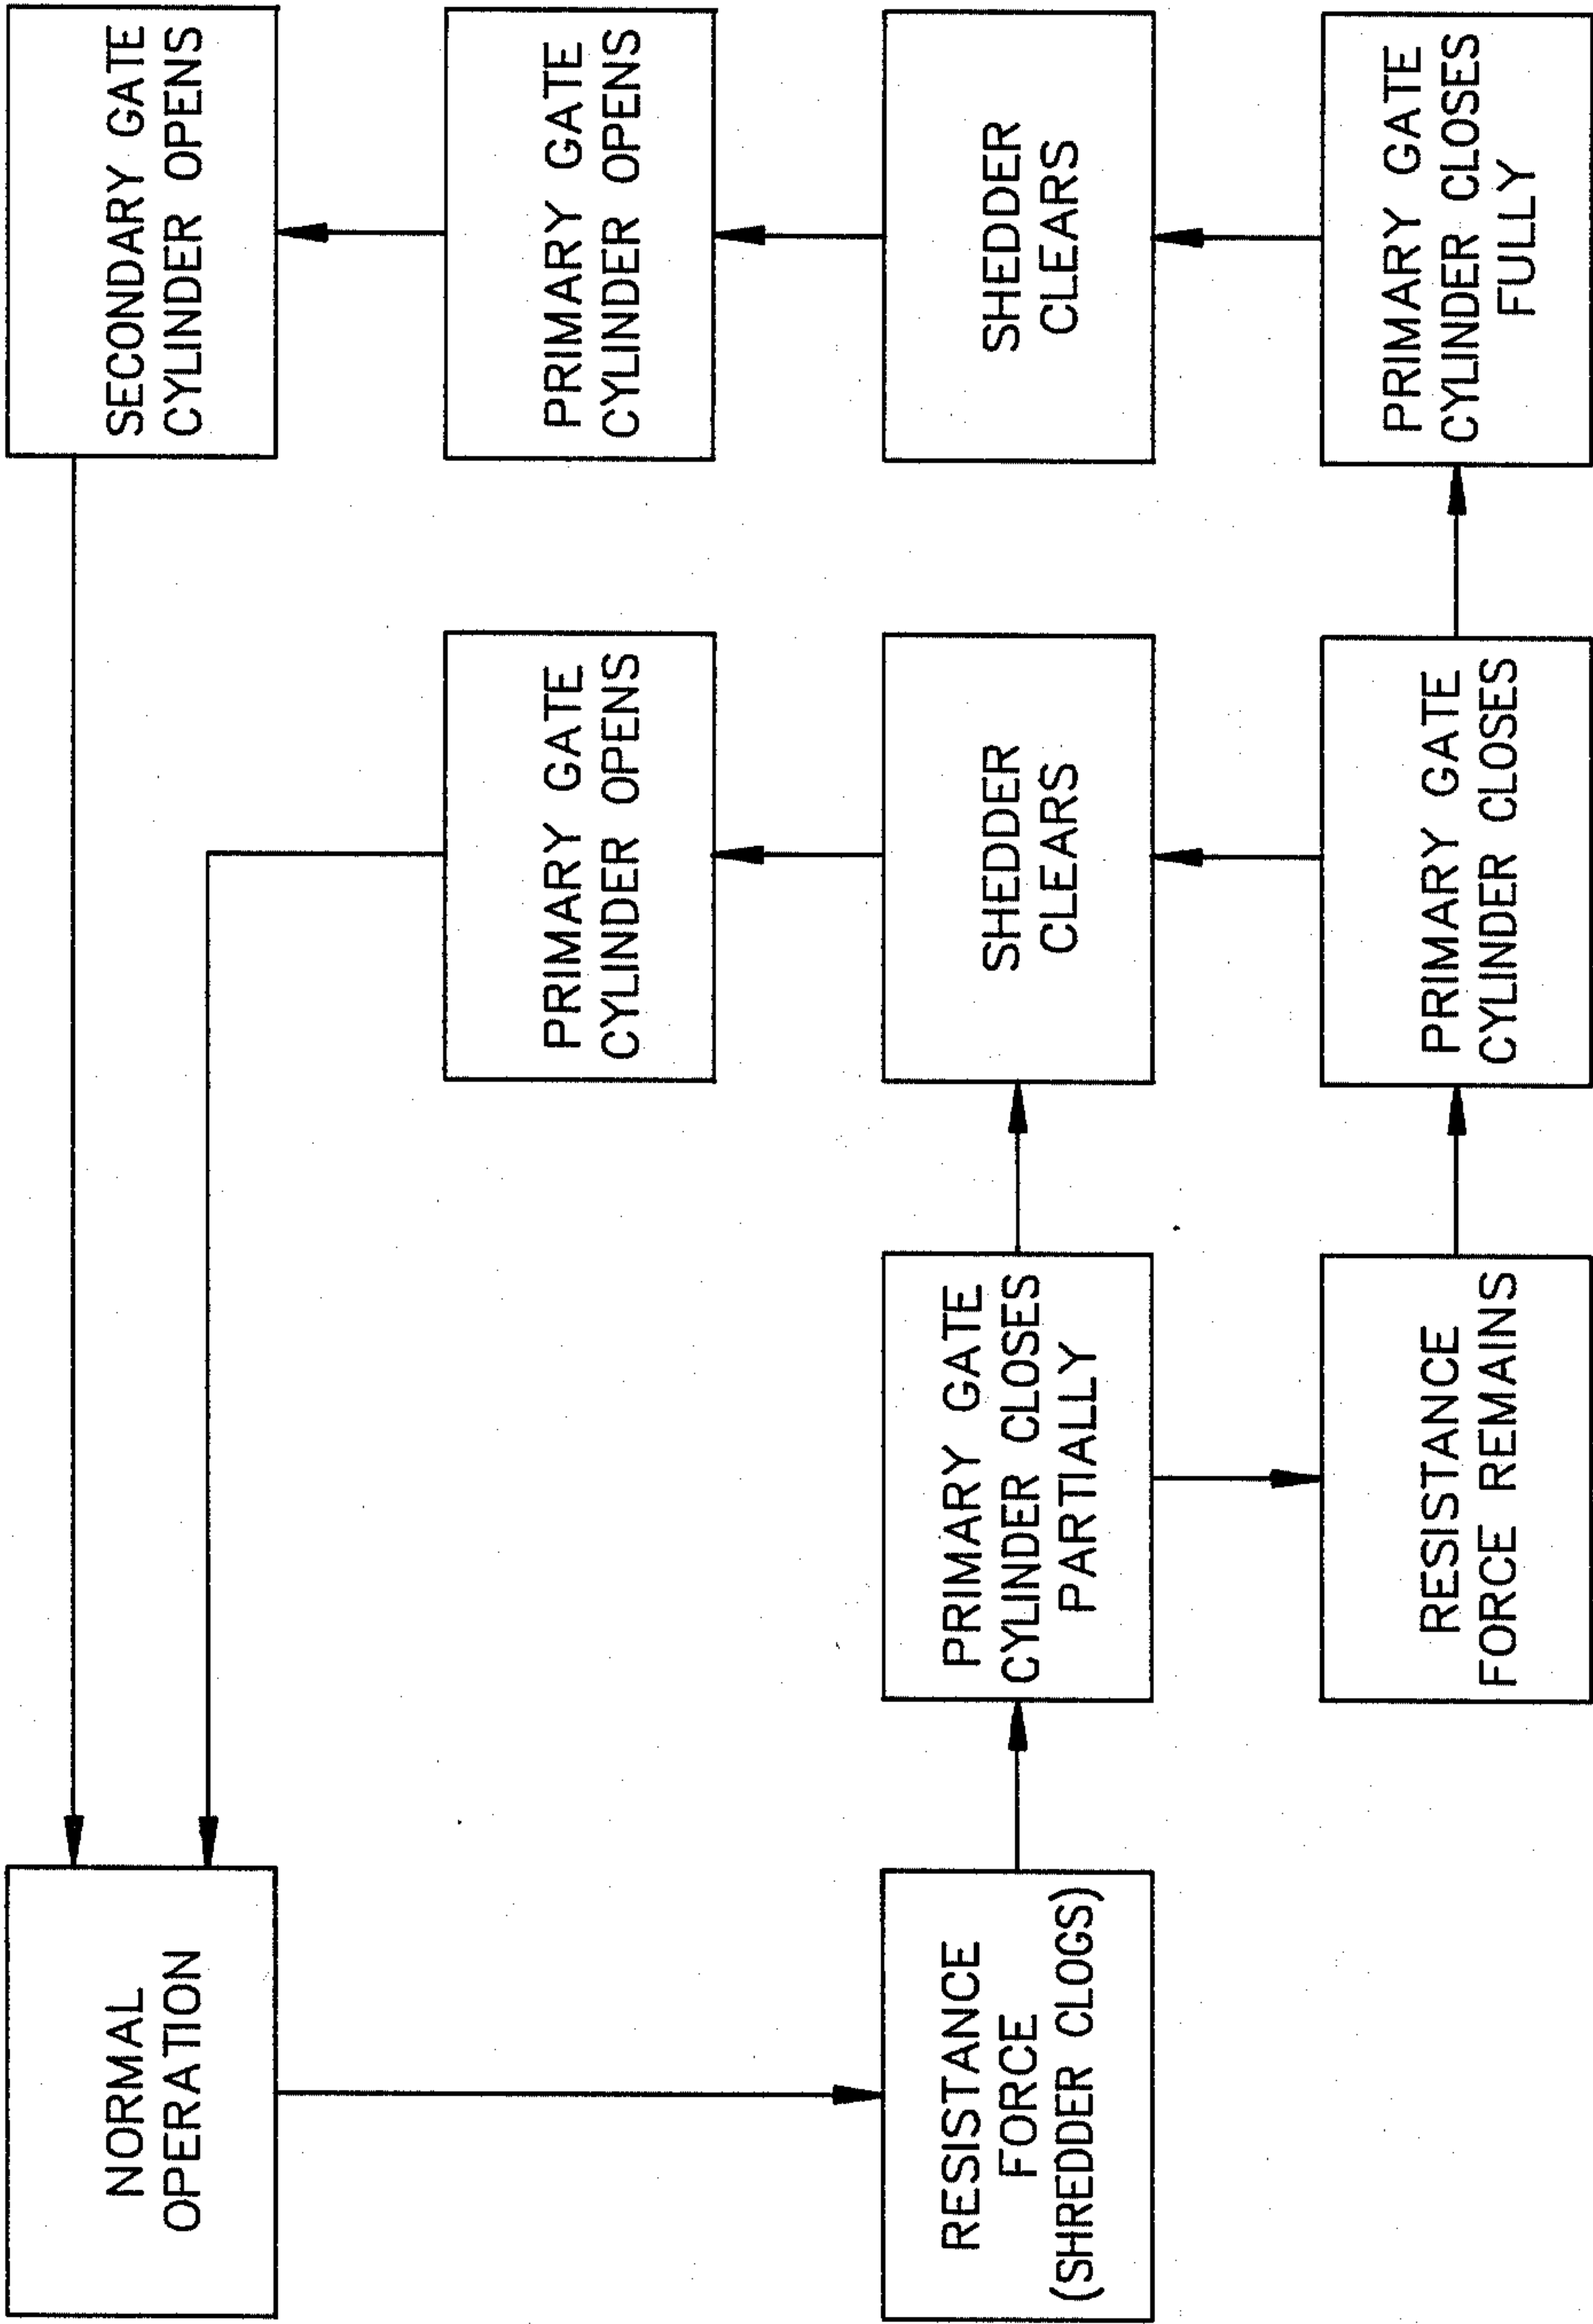 NORMAL
OPERATION
SECONDARY GATE
CYLINDER OPENS
PRIMARY GATE
CYLINDER OPENS
PRIMARY GATE
CYLINDER OPENS
RESISTANCE
FORCE
(SHREDDER CLOGS)
PRIMARY GATE
CYLINDER CLOSES
PARTIALLY
SHEDDER
CLEARS
SHEDDER
CLEARS
RESISTANCE
FORCE REMAINS
PRIMARY GATE
CYLINDER CLOSES
PRIMARY GATE
CYLINDER CLOSES
FULLY